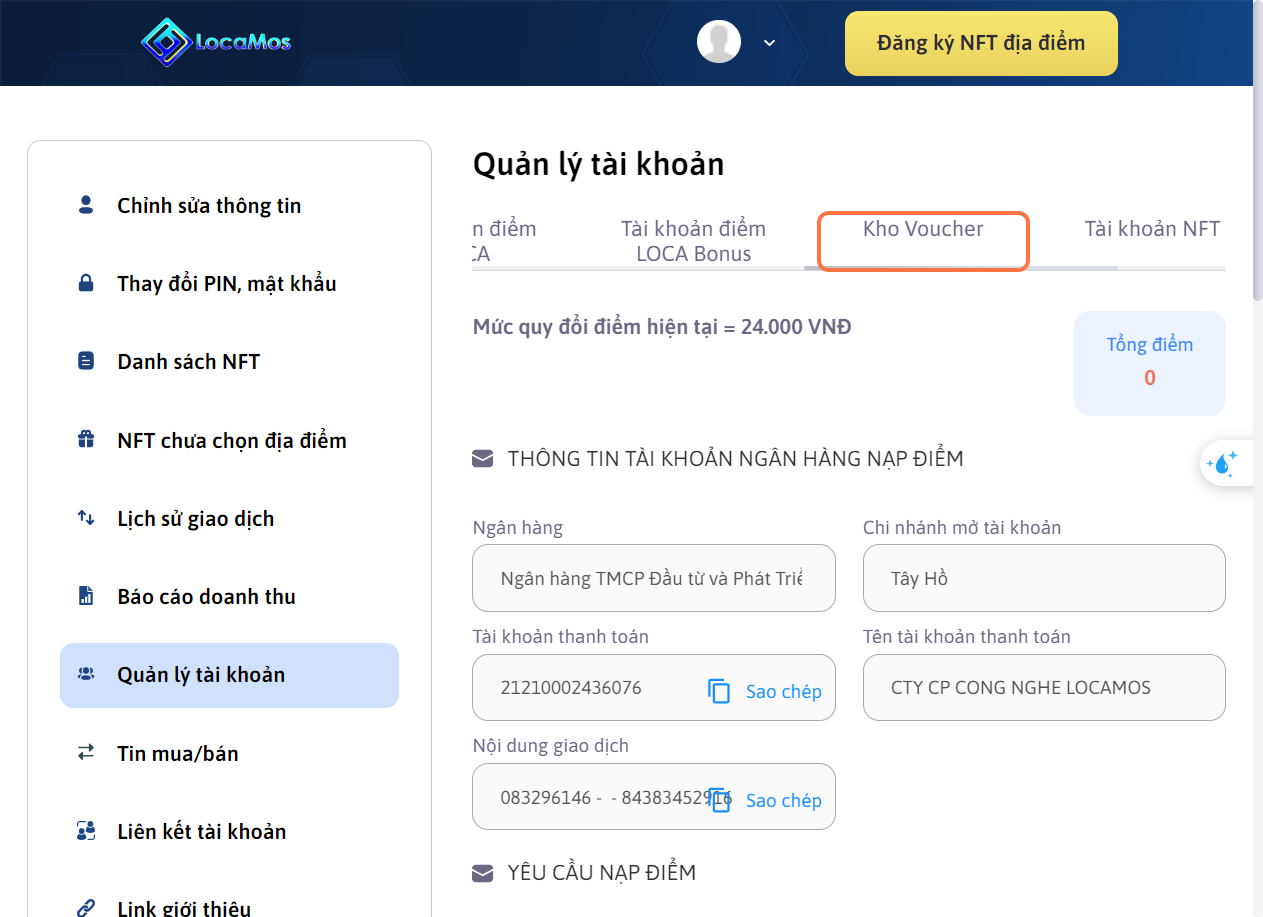 LocaMos
Đăng ký NFT địa điểm
Chỉnh sửa thông tin
Thay đổi PIN, mật khẩu
Danh sách NFT
NFT chưa chọn địa điểm
Lịch sử giao dịch
Báo cáo doanh thu
Quản lý tài khoản
Tin mua/bán
Liên kết tài khoản
Link giới thiệu
Quản lý tài khoản
n điểm
CA
Tài khoản điểm
LOCA Bonus
Kho Voucher
Tài khoản NFT
Mức quy đổi điểm hiện tại = 24.000 VNĐ
Tổng điểm
0
THÔNG TIN TÀI KHOẢN NGÂN HÀNG NẠP ĐIỂM
Ngân hàng
Ngân hàng TMCP Đầu từ và Phát Triể
Chi nhánh mở tài khoản
Tây Hồ
Tài khoản thanh toán
21210002436076
Sao chép
Tên tài khoản thanh toán
CTY CP CONG NGHE LOCAMOS
Nội dung giao dịch
083296146 - - 84383452916
Sao chép
YÊU CẦU NẠP ĐIỂM